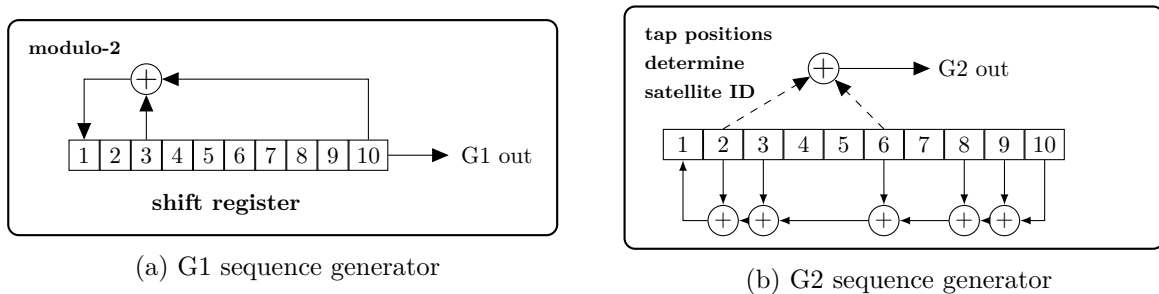 modulo-2
+
1 2 3 4 5 6 7 8 9 10
G1 out
shift register
(a) G1 sequence generator
tap positions
determine
satellite ID
+
G2 out
1 2 3 4 5 6 7 8 9 10
+ + + + +
(b) G2 sequence generator